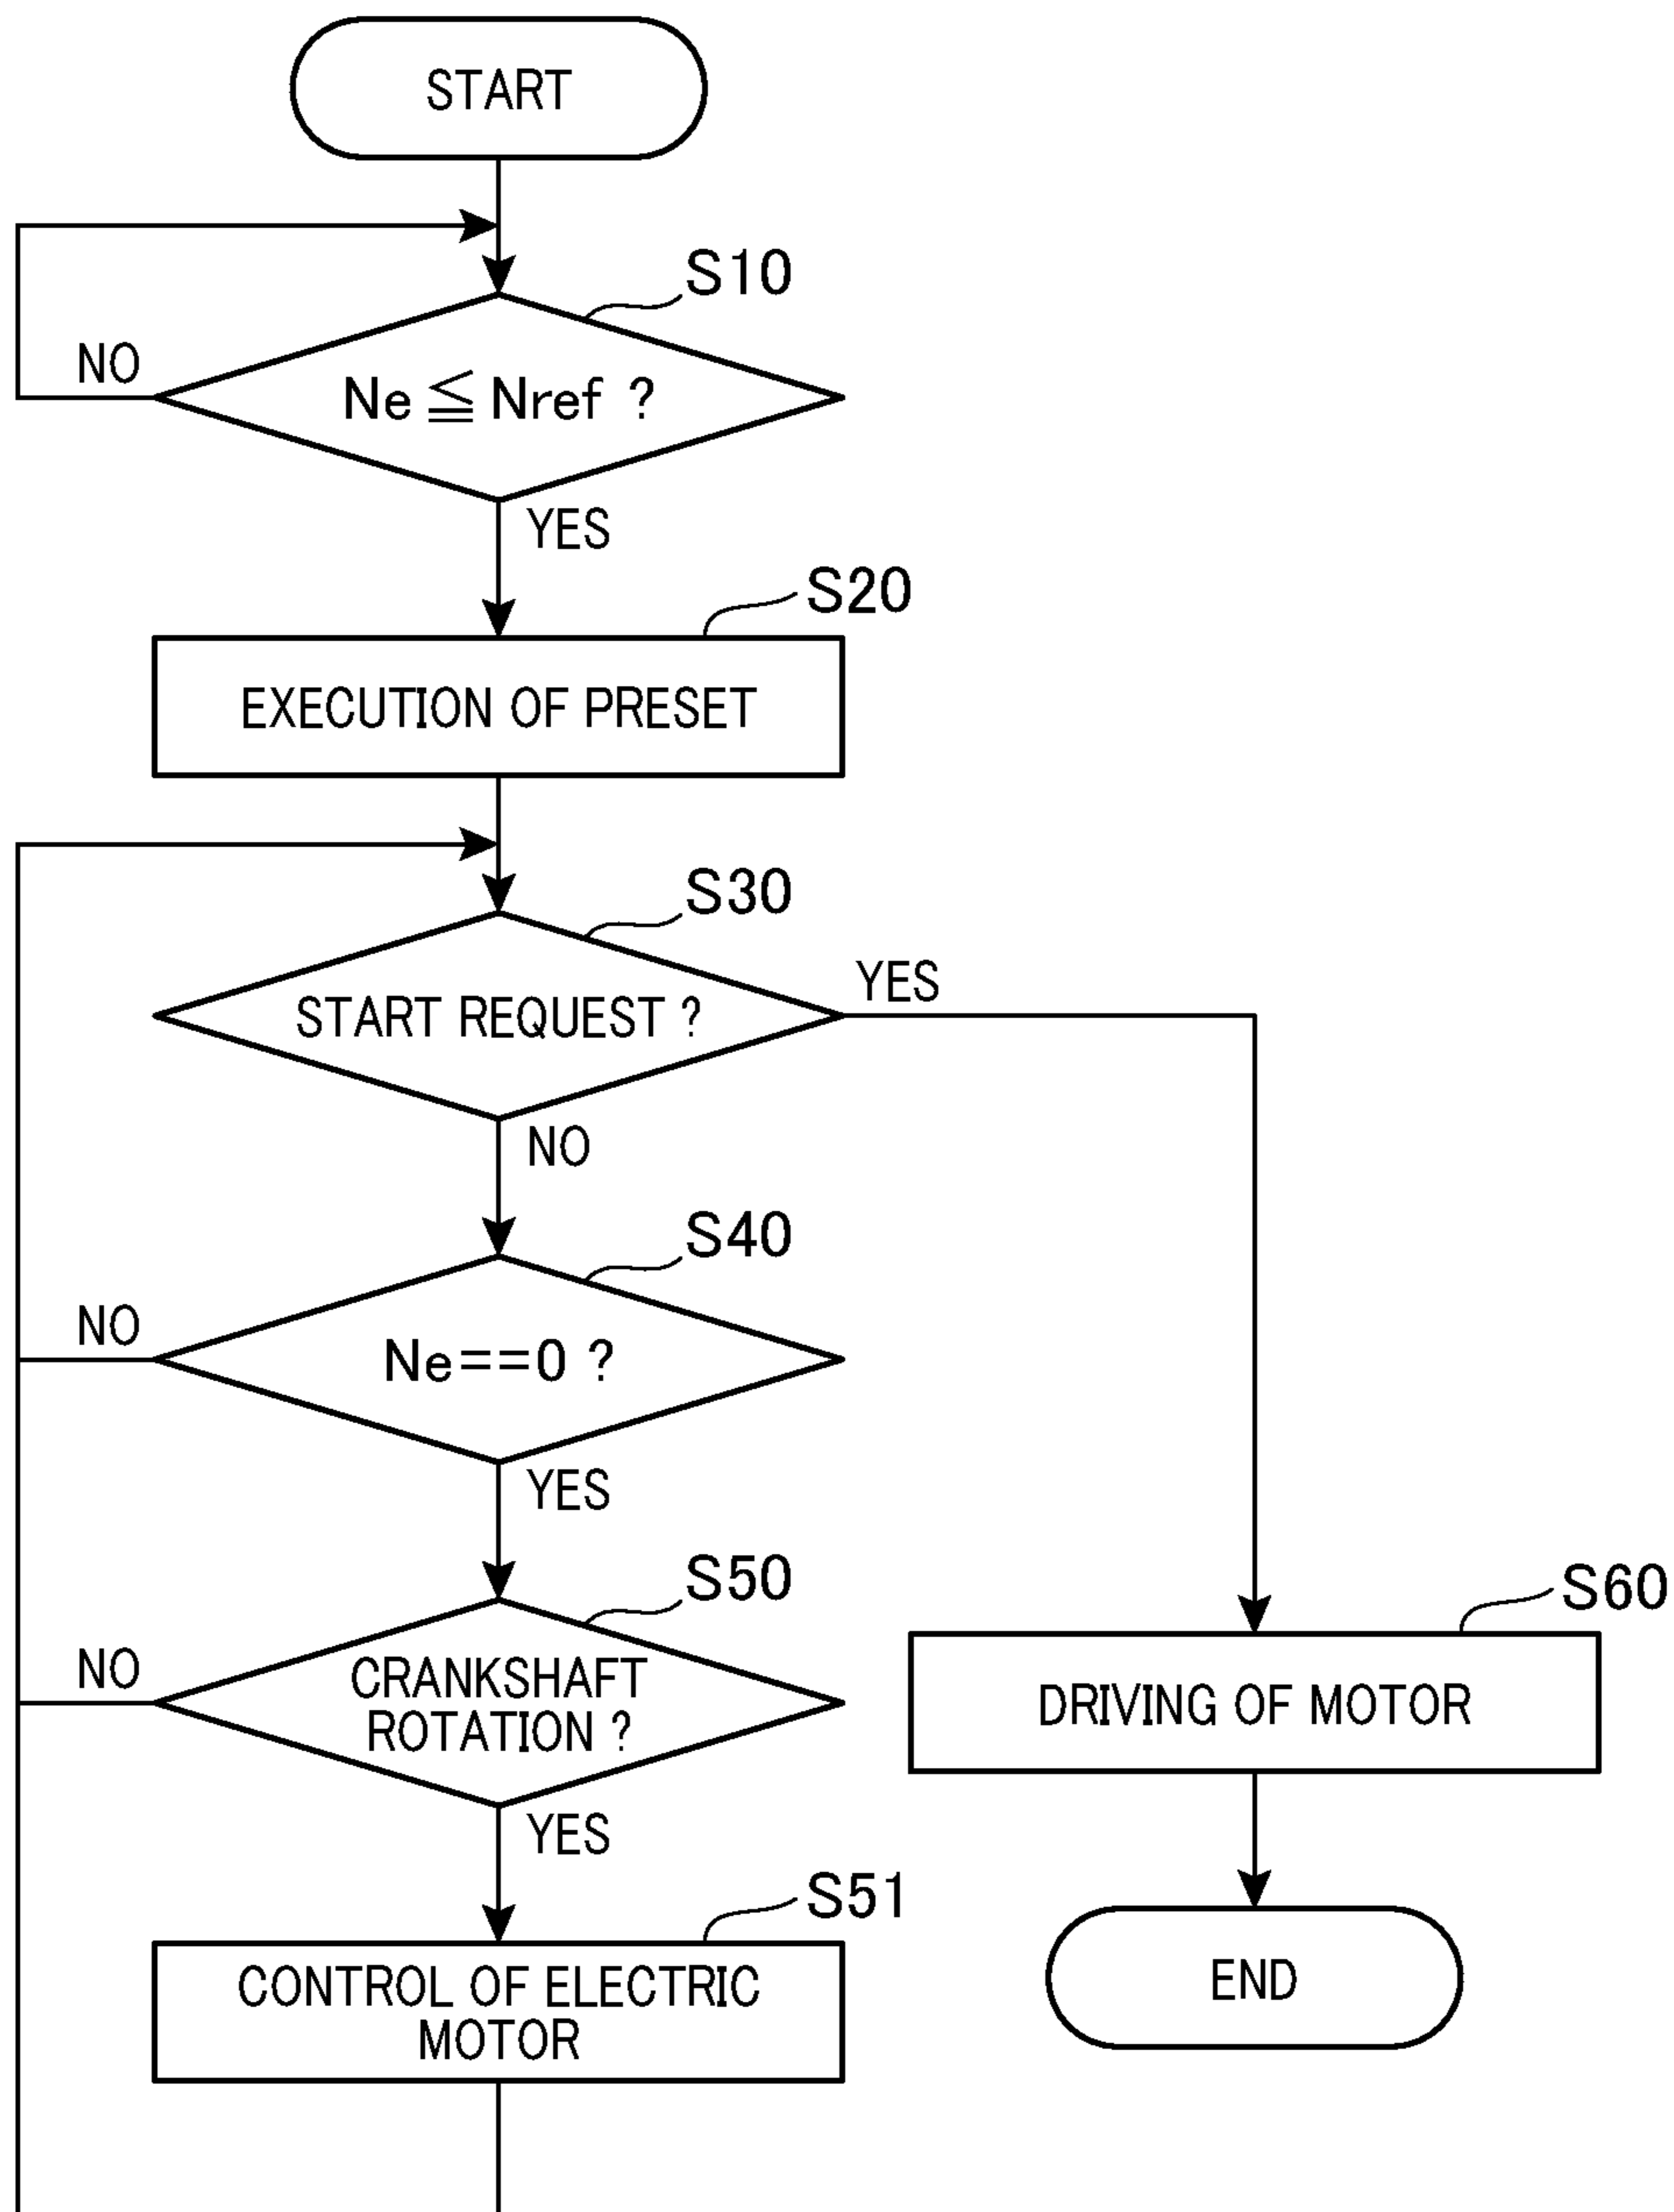 START
S10
NO
Ne ≦ Nref ?
YES
S20
EXECUTION OF PRESET
S30
YES
START REQUEST ?
NO
S40
NO
Ne==0 ?
YES
S50
S60
NO
CRANKSHAFT
ROTATION ?
DRIVING OF MOTOR
YES
S51
CONTROL OF ELECTRIC
MOTOR
END